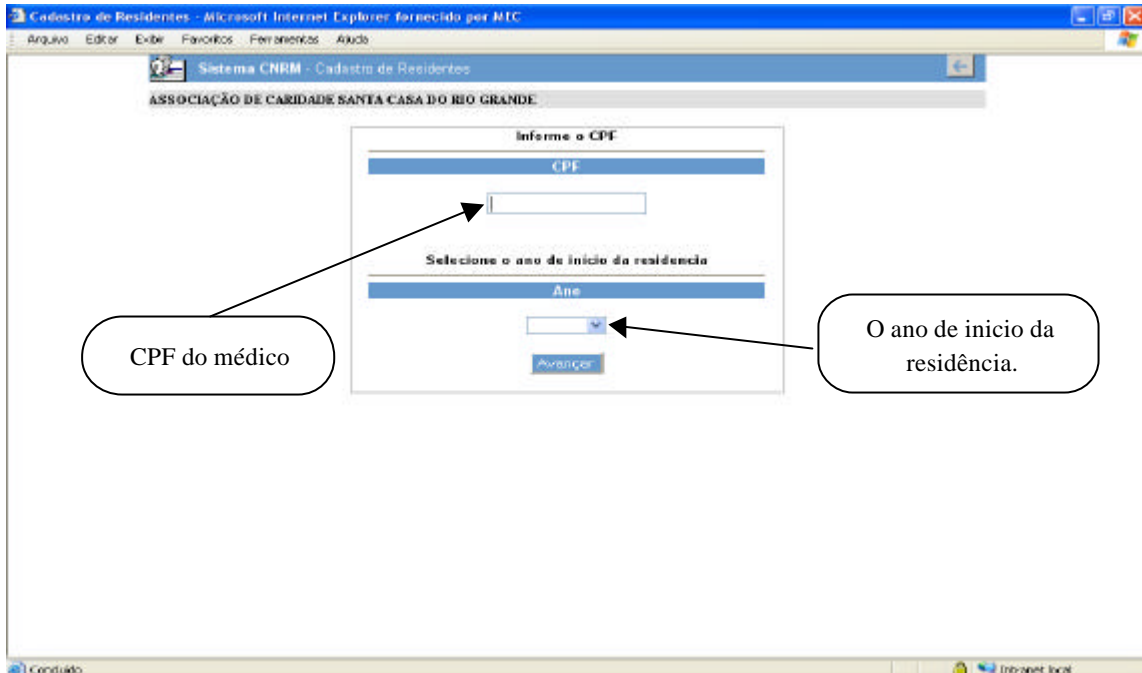 Cadastro de Residentes - Microsoft Internet Explorer fornecido por MEC
Arquivo Editar Exibir Favoritos Ferramentas Ajuda
Sistema CNRM - Cadastro de Residentes
ASSOCIAÇÃO DE CARIDADE SANTA CASA DO RIO GRANDE
Informe o CPF
CPF
Selecione o ano de inicio da residencia
Ano
Avançar
CPF do médico
O ano de inicio da
residência.
Concluído
Intranet local